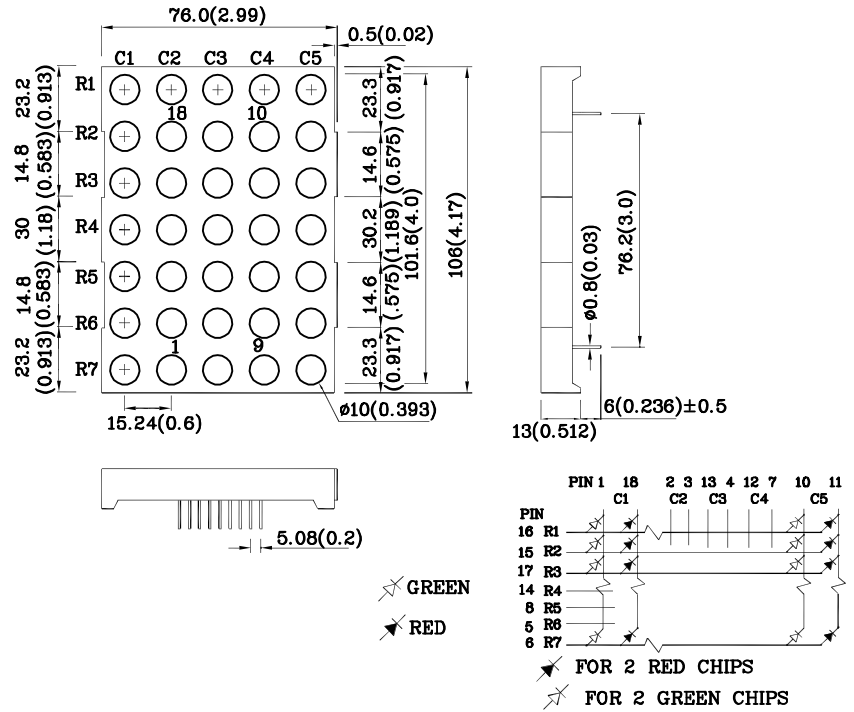 76.0(2.99)
0.5(0.02)
C1 C2 C3 C4 C5
R1
18 10
R2
R3
R4
R5
R6
1 9
R7
23.2
(0.913)
14.8
(0.583)
30
(1.18)
14.8
(0.583)
23.2
(0.913)
23.3
(0.917)
14.6
(0.575)
30.2
(1.189)
14.6
(.575)
23.3
(0.917)
101.6(4.0)
106(4.17)
15.24(0.6)
ø10(0.393)
76.2(3.0)
ø0.8(0.03)
6(0.236)±0.5
13(0.512)
5.08(0.2)
GREEN
RED
PIN 1 18 2 3 13 4 12 7 10 11
C1 C2 C3 C4 C5
PIN
16 R1
15 R2
17 R3
14 R4
8 R5
5 R6
6 R7
FOR 2 RED CHIPS
FOR 2 GREEN CHIPS